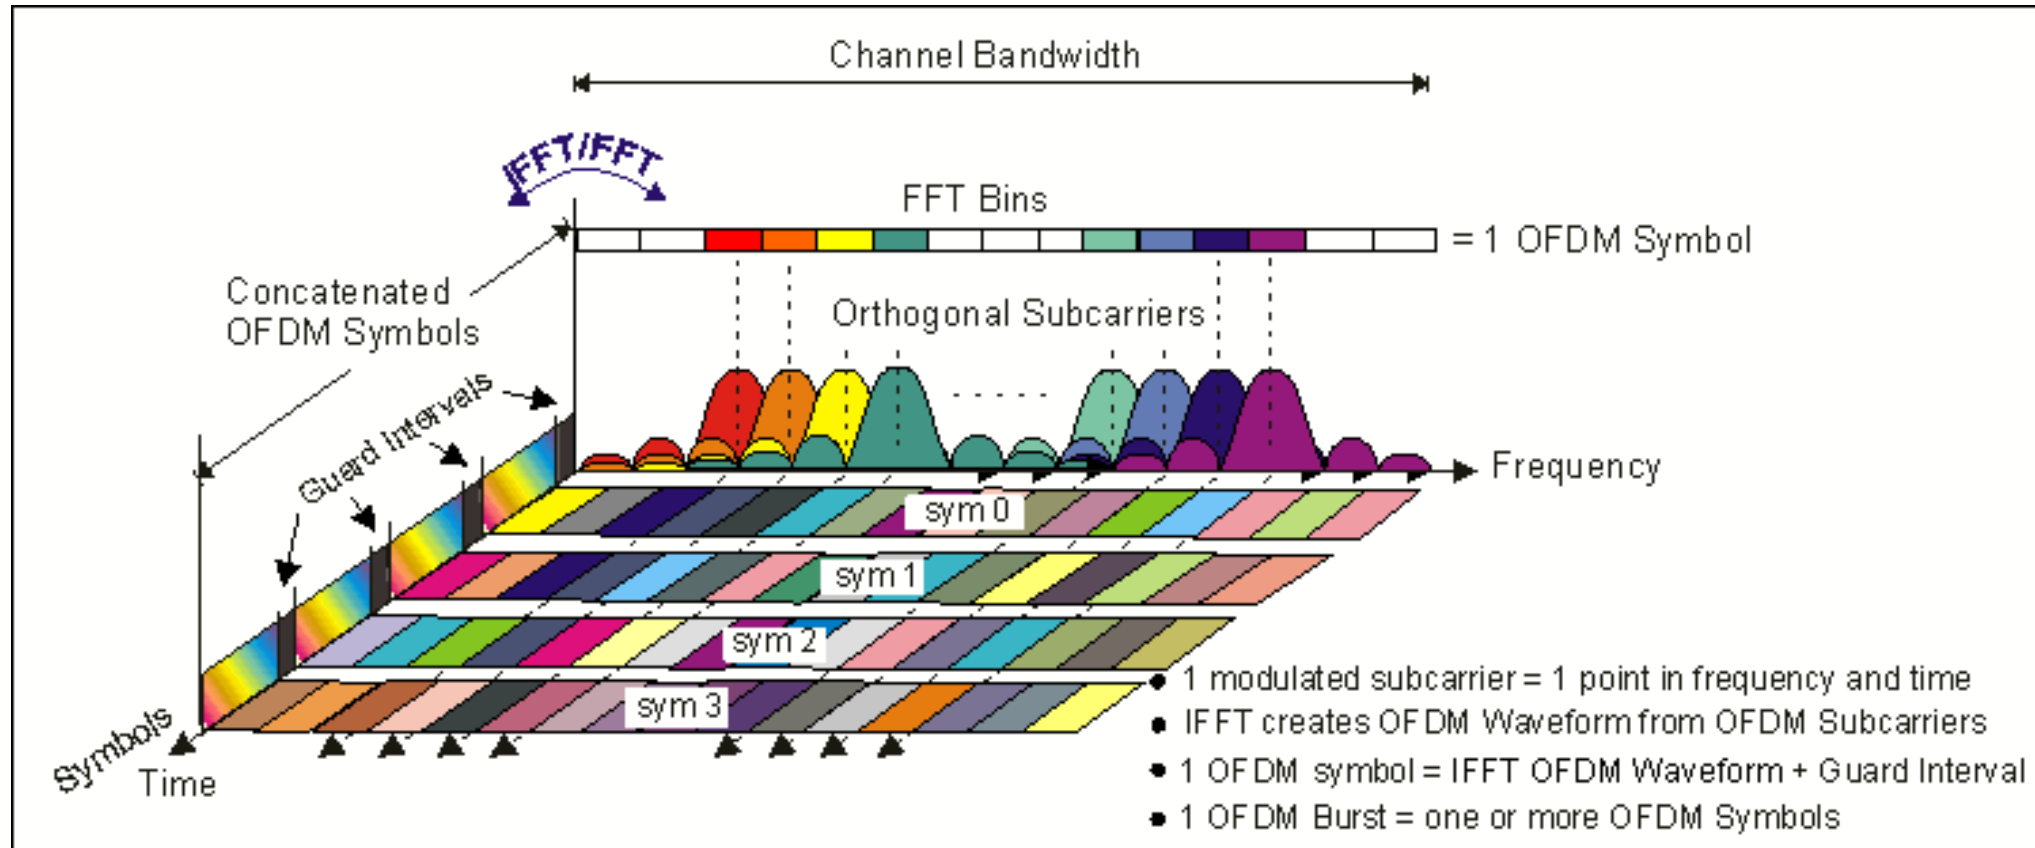 Channel Bandwidth
IFFT/FFT
FFT Bins
= 1 OFDM Symbol
Concatenated
OFDM Symbols
Orthogonal Subcarriers
Guard Intervals
Frequency
sym 0
sym 1
sym 2
sym 3
Symbols
Time
• 1 modulated subcarrier = 1 point in frequency and time
• IFFT creates OFDM Waveform from OFDM Subcarriers
• 1 OFDM symbol = IFFT OFDM Waveform + Guard Interval
• 1 OFDM Burst = one or more OFDM Symbols